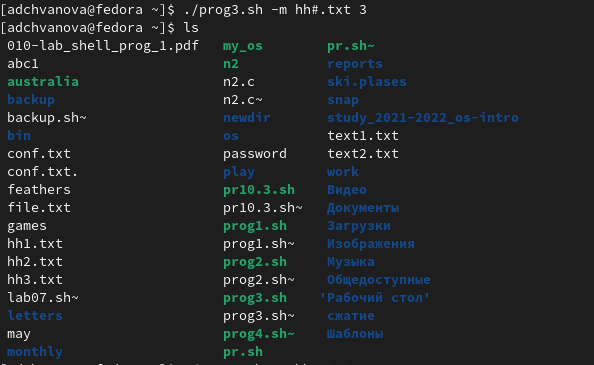 [adchvanova@fedora ~]$ ./prog3.sh -m hh#.txt 3
[adchvanova@fedora ~]$ ls
010-lab_shell_prog_1.pdf my_os pr.sh~
abc1 n2 reports
australia n2.c ski.plases
backup n2.c~ snap
backup.sh~ newdir study_2021-2022_os-intro
bin os text1.txt
conf.txt password text2.txt
conf.txt. play work
feathers pr10.3.sh Видео
file.txt pr10.3.sh~ Документы
games prog1.sh Загрузки
hh1.txt prog1.sh~ Изображения
hh2.txt prog2.sh Музыка
hh3.txt prog2.sh~ Общедоступные
lab07.sh~ prog3.sh 'Рабочий стол'
letters prog3.sh~ сжатие
may prog4.sh~ Шаблоны
monthly pr.sh